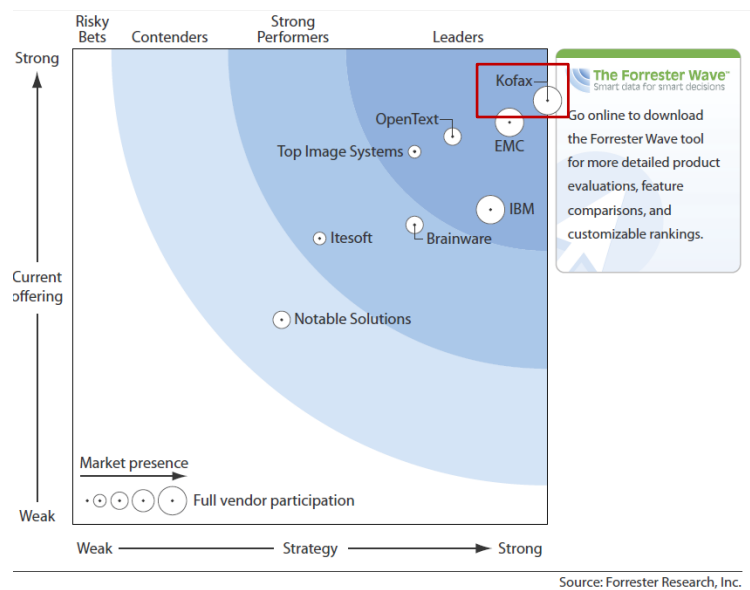 Risky
Bets
Contenders
Strong
Performers
Leaders
Strong
Current
offering
Weak
Kofax
OpenText
EMC
Top Image Systems
IBM
Brainware
Itesoft
Notable Solutions
Market presence
Full vendor participation
Weak
Strategy
Strong
The Forrester Wave™
Smart data for smart decisions
Go online to download
the Forrester Wave tool
for more detailed product
evaluations, feature
comparisons, and
customizable rankings.
Source: Forrester Research, Inc.